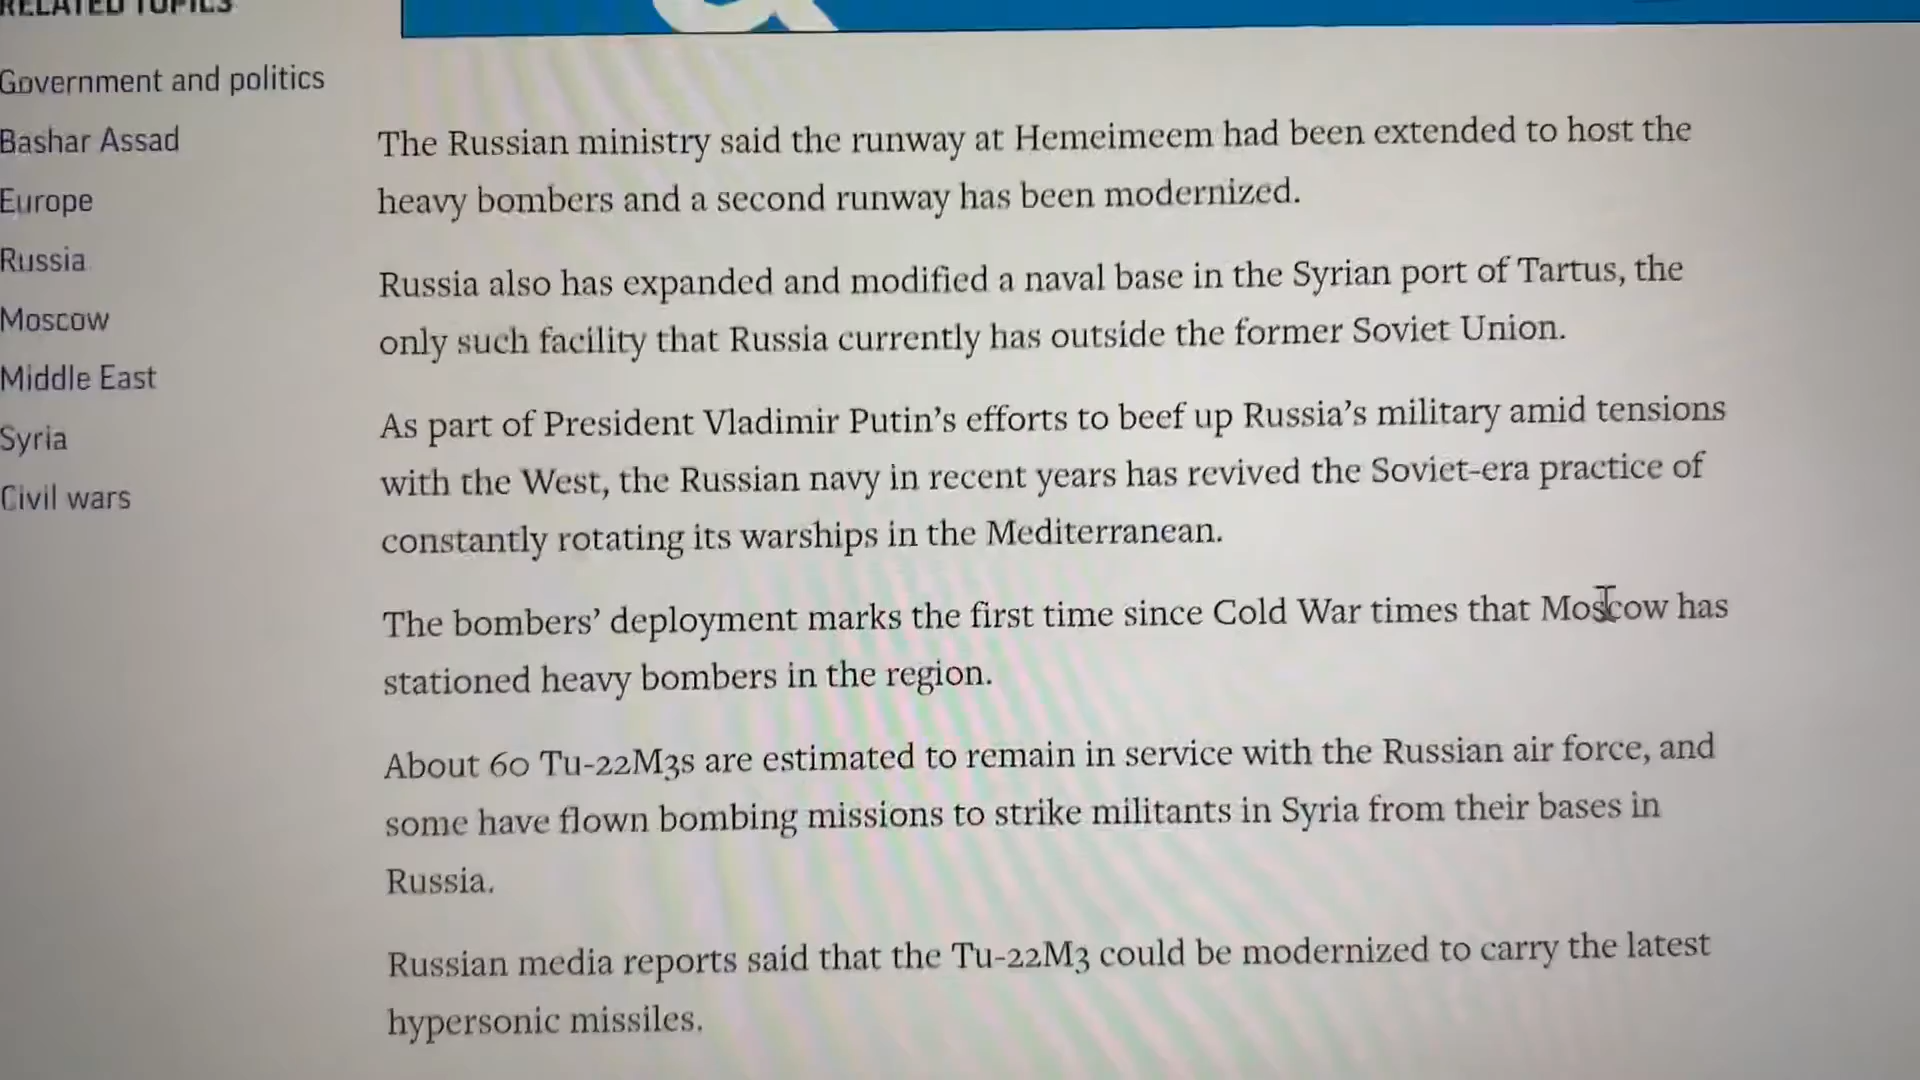 RELATED TOPICS
Government and politics
Bashar Assad
Europe
Russia
Moscow
Middle East
Syria
Civil wars
The Russian ministry said the runway at Hemeimeem had been extended to host the
heavy bombers and a second runway has been modernized.
Russia also has expanded and modified a naval base in the Syrian port of Tartus, the
only such facility that Russia currently has outside the former Soviet Union.
As part of President Vladimir Putin’s efforts to beef up Russia’s military amid tensions
with the West, the Russian navy in recent years has revived the Soviet-era practice of
constantly rotating its warships in the Mediterranean.
The bombers’ deployment marks the first time since Cold War times that Moscow has
stationed heavy bombers in the region.
About 60 Tu-22M3s are estimated to remain in service with the Russian air force, and
some have flown bombing missions to strike militants in Syria from their bases in
Russia.
Russian media reports said that the Tu-22M3 could be modernized to carry the latest
hypersonic missiles.